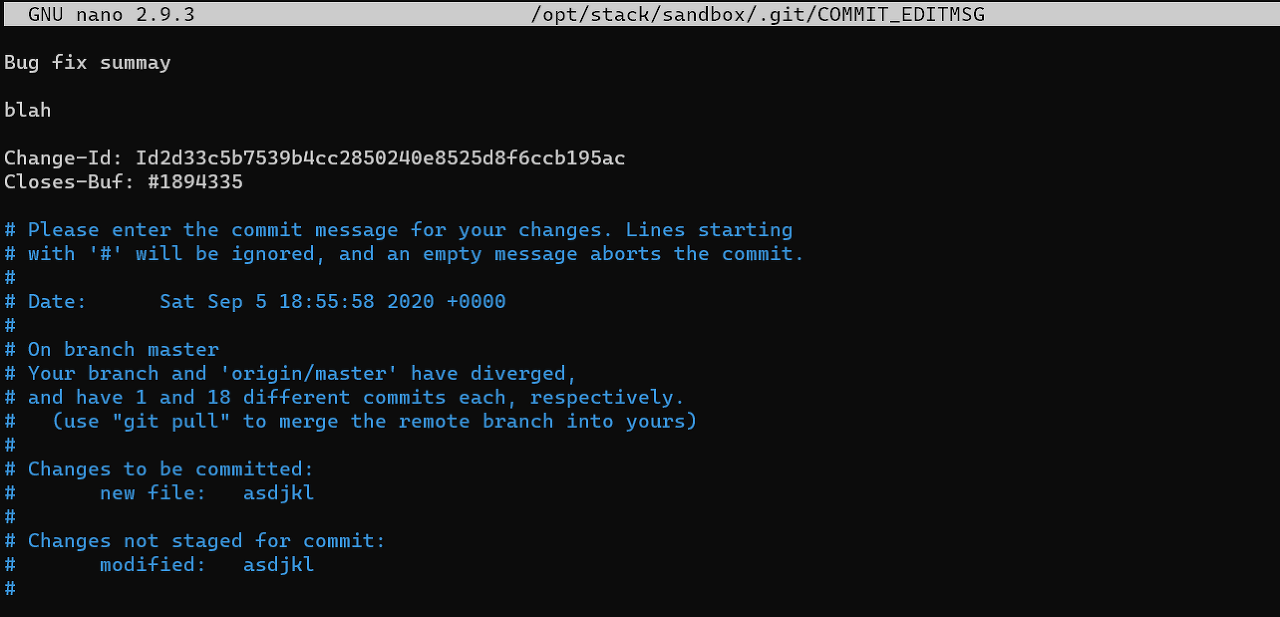 GNU nano 2.9.3 /opt/stack/sandbox/.git/COMMIT_EDITMSG
Bug fix summay
blah
Change-Id: Id2d33c5b7539b4cc2850240e8525d8f6ccb195ac
Closes-Buf: #1894335
# Please enter the commit message for your changes. Lines starting
# with '#' will be ignored, and an empty message aborts the commit.
#
# Date:      Sat Sep 5 18:55:58 2020 +0000
#
# On branch master
# Your branch and 'origin/master' have diverged,
# and have 1 and 18 different commits each, respectively.
#   (use "git pull" to merge the remote branch into yours)
#
# Changes to be committed:
#       new file:   asdjkl
#
# Changes not staged for commit:
#       modified:   asdjkl
#